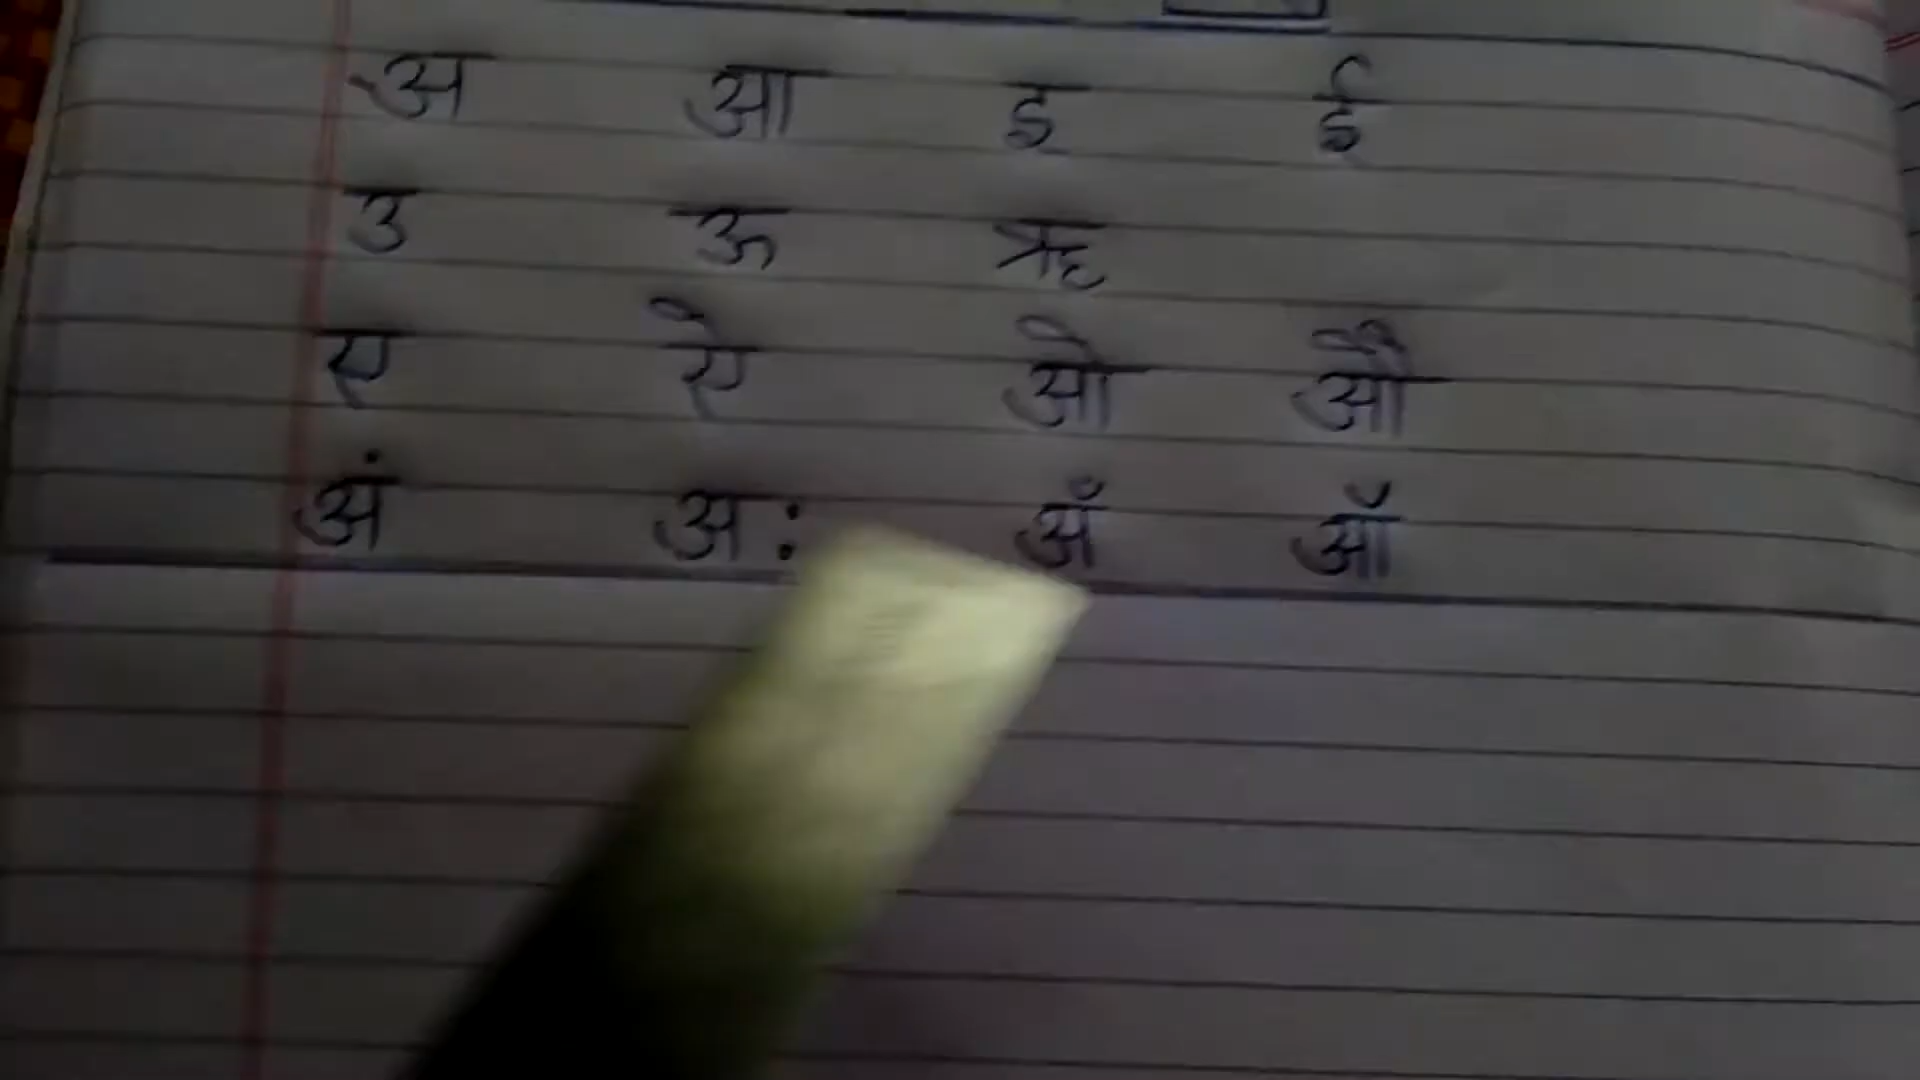 अ आ इ ई
उ ऊ ऋ
ए ऐ ओ औ
अं अः अँ ऑ